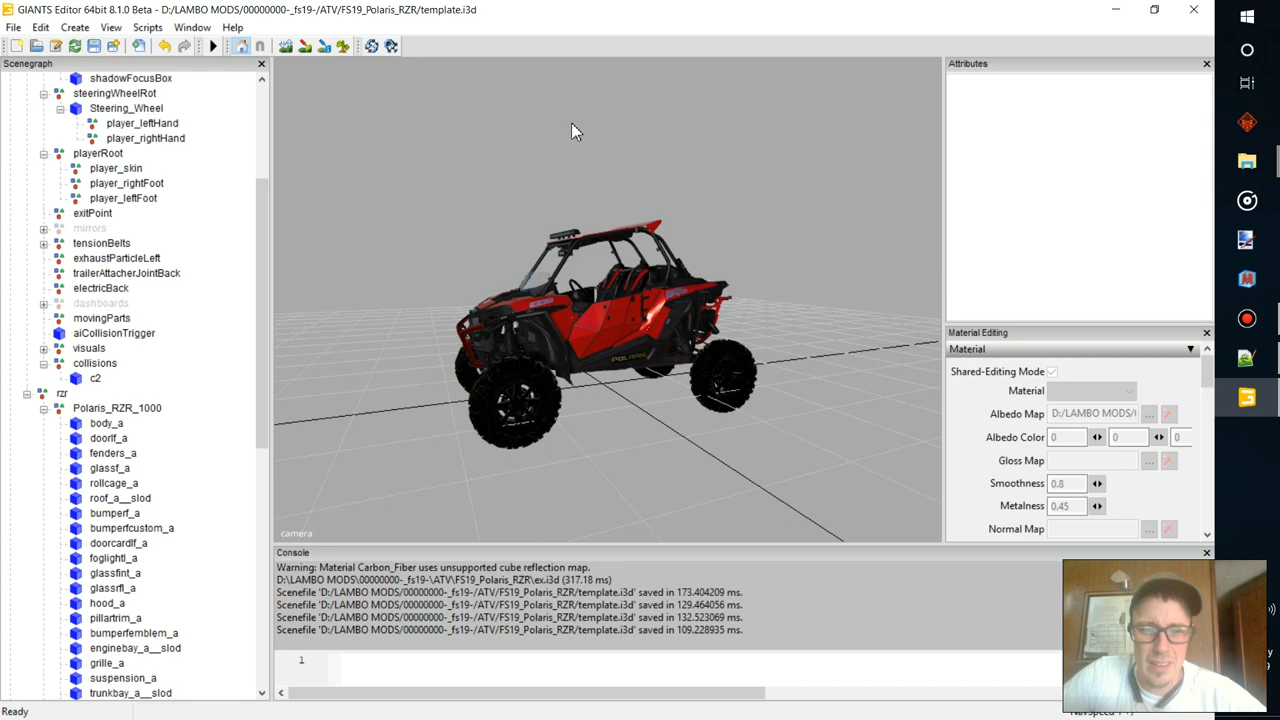 GIANTS Editor 64bit 8.1.0 Beta - D:/LAMBO MODS/00000000-_fs19-/ATV/FS19_Polaris_RZR/template.i3d
File Edit Create View Scripts Window Help
Scenegraph
shadowFocusBox
steeringWheelRot
Steering_Wheel
player_leftHand
player_rightHand
playerRoot
player_skin
player_rightFoot
player_leftFoot
exitPoint
mirrors
tensionBelts
exhaustParticleLeft
trailerAttacherJointBack
electricBack
dashboards
movingParts
aiCollisionTrigger
visuals
collisions
c2
rzr
Polaris_RZR_1000
body_a
doorlf_a
fenders_a
glassf_a
rollcage_a
roof_a__slod
bumperf_a
bumperfcustom_a
doorcardlf_a
foglightl_a
glassfint_a
glassrfl_a
hood_a
pillartrim_a
bumperfemblem_a
enginebay_a__slod
grille_a
suspension_a
trunkbay_a__slod
POLARIS
camera
Console
Warning: Material Carbon_Fiber uses unsupported cube reflection map.
D:\LAMBO MODS\00000000-_fs19-\ATV\FS19_Polaris_RZR\ex.i3d (317.18 ms)
Scenefile 'D:/LAMBO MODS/00000000-_fs19-/ATV/FS19_Polaris_RZR/template.i3d' saved in 173.404209 ms.
Scenefile 'D:/LAMBO MODS/00000000-_fs19-/ATV/FS19_Polaris_RZR/template.i3d' saved in 129.464056 ms.
Scenefile 'D:/LAMBO MODS/00000000-_fs19-/ATV/FS19_Polaris_RZR/template.i3d' saved in 132.523069 ms.
Scenefile 'D:/LAMBO MODS/00000000-_fs19-/ATV/FS19_Polaris_RZR/template.i3d' saved in 109.228935 ms.
1
Attributes
Material Editing
Material
Shared-Editing Mode
Material
Albedo Map D:/LAMBO MODS/( ...
Albedo Color 0 0 0
Gloss Map ...
Smoothness 0.8
Metalness 0.45
Normal Map ...
Ready